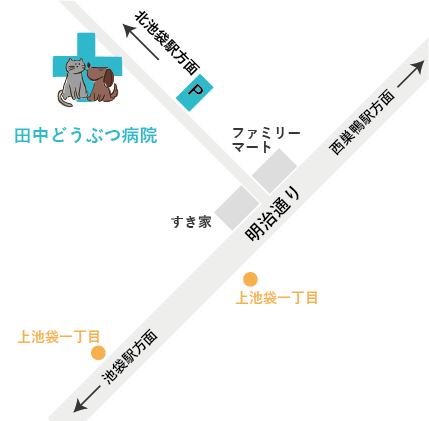 北池袋駅方面
P
田中どうぶつ病院
ファミリー
マート
西巣鴨駅方面
すき家
明治通り
上池袋一丁目
上池袋一丁目
池袋駅方面